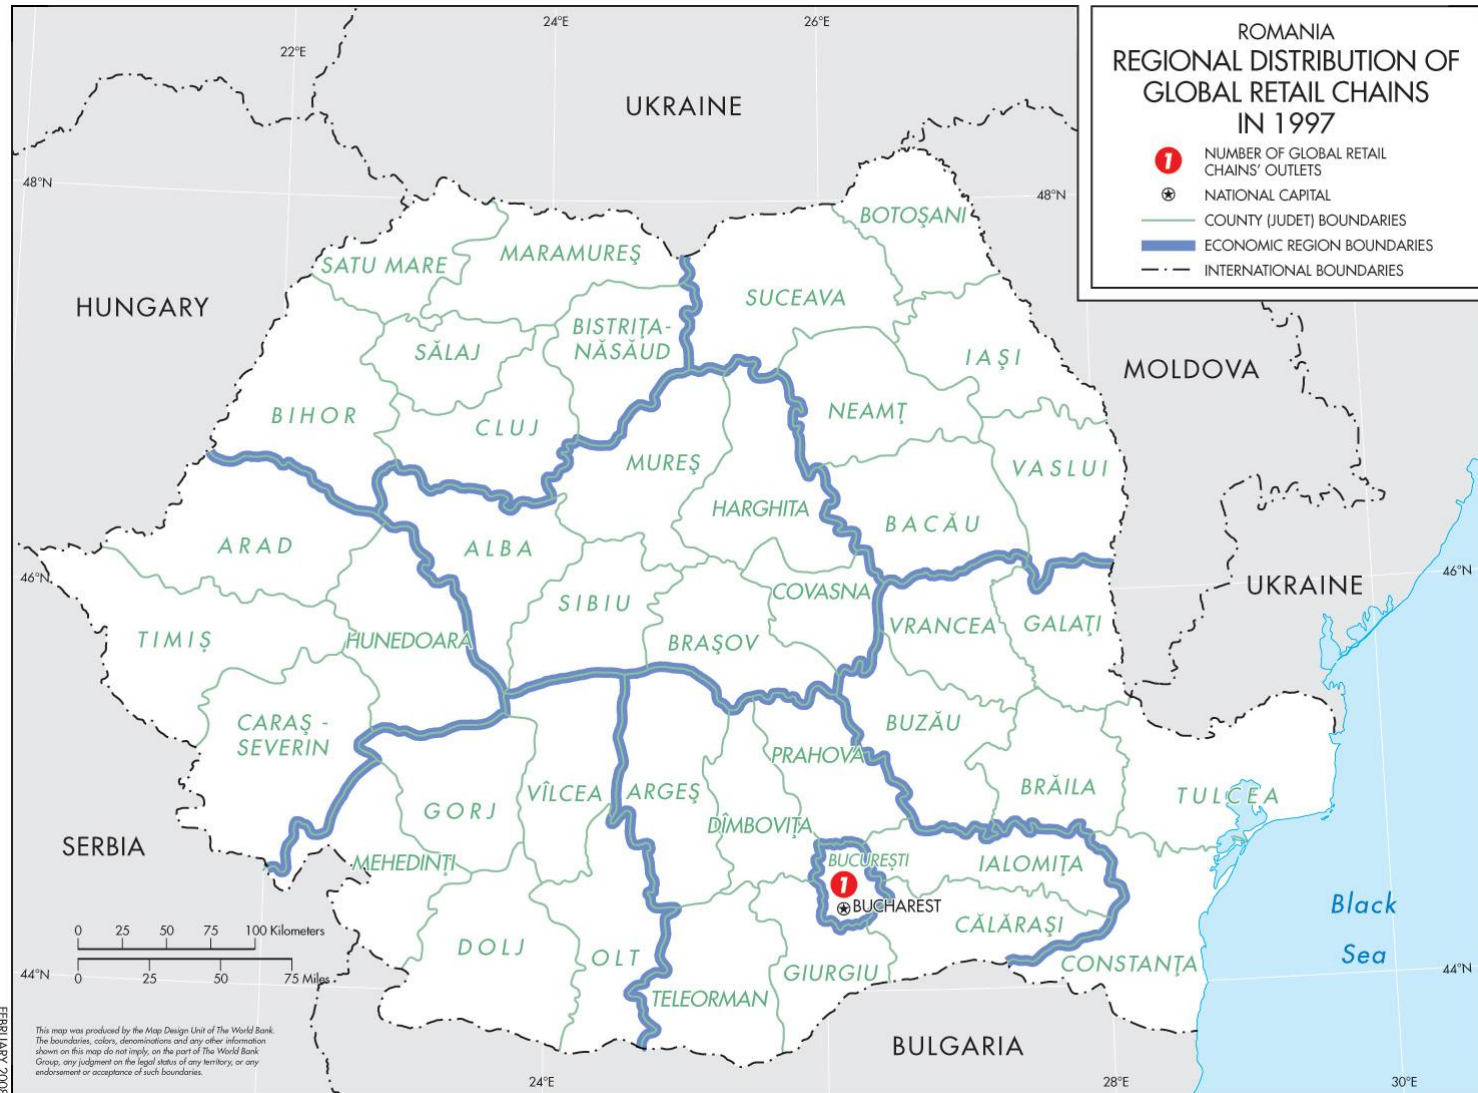 ROMANIA
REGIONAL DISTRIBUTION OF
GLOBAL RETAIL CHAINS
IN 1997
1
NUMBER OF GLOBAL RETAIL
CHAINS' OUTLETS
NATIONAL CAPITAL
COUNTY (JUDET) BOUNDARIES
ECONOMIC REGION BOUNDARIES
INTERNATIONAL BOUNDARIES
24°E
26°E
22°E
UKRAINE
48°N
48°N
BOTOŞANI
MARAMUREŞ
SATU MARE
HUNGARY
SUCEAVA
BISTRIŢA-
NĂSĂUD
SĂLAJ
IAŞI
MOLDOVA
BIHOR
CLUJ
NEAMŢ
MUREŞ
VASLUI
HARGHITA
BACĂU
ARAD
ALBA
46°N
46°N
UKRAINE
COVASNA
SIBIU
TIMIŞ
HUNEDOARA
BRAŞOV
VRANCEA
GALAŢI
CARAŞ -
SEVERIN
BUZĂU
PRAHOVA
VÎLCEA
ARGEŞ
BRĂILA
TULCEA
GORJ
DÎMBOVIŢA
SERBIA
MEHEDINŢI
BUCUREŞTI
IALOMIŢA
1
BUCHAREST
Black
Sea
CĂLĂRAŞI
0 25 50 75 100 Kilometers
0 25 50 75 Miles
DOLJ
OLT
GIURGIU
CONSTANŢA
44°N
44°N
TELEORMAN
BULGARIA
This map was produced by the Map Design Unit of The World Bank.
The boundaries, colors, denominations and any other information
shown on this map do not imply, on the part of The World Bank
Group, any judgment on the legal status of any territory, or any
endorsement or acceptance of such boundaries.
24°E
28°E
30°E